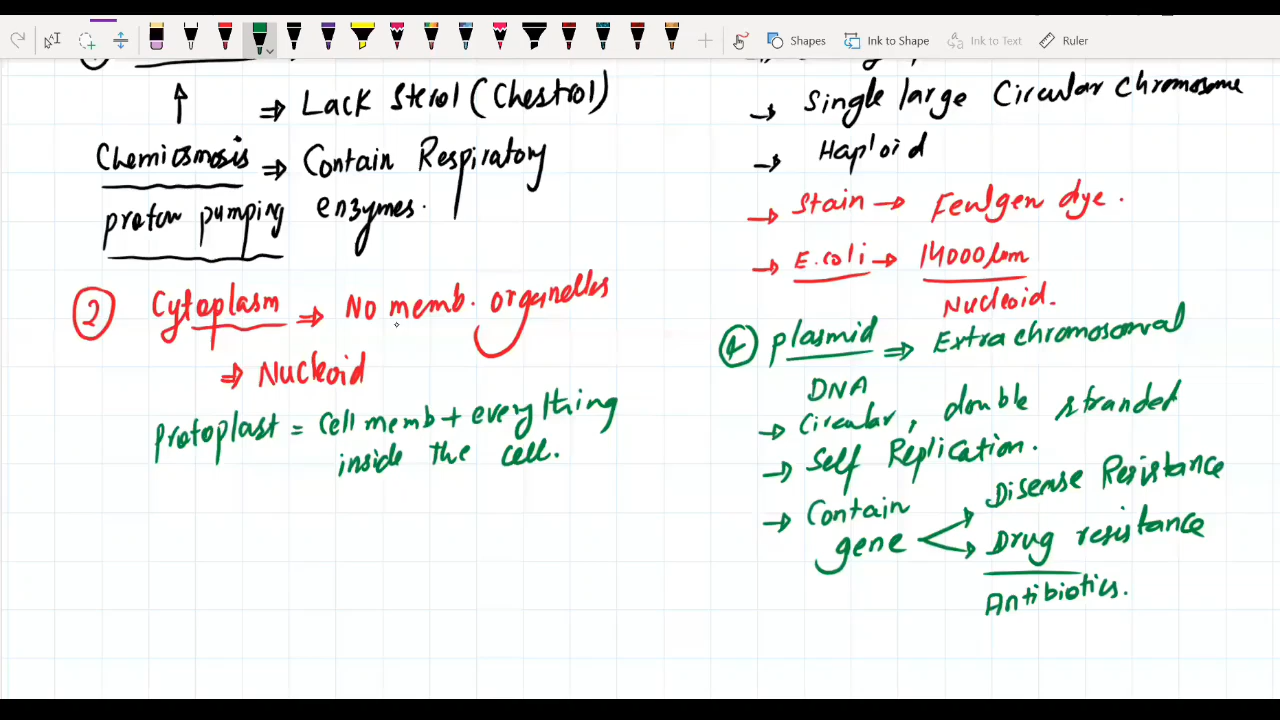 Shapes
Ink to Shape
Ink to Text
Ruler
⇒ Lack Sterol (Chestrol)
Chemiosmosis ⇒ Contain Respiratory
proton pumping enzymes.
② Cytoplasm ⇒ No memb. organelles
⇒ Nucleoid
Protoplast = Cell memb + everything
inside the cell.
→ Single large Circular chromosome
→ Haploid
→ Stain → Feulgen dye.
→ E.coli → 14000 µm
Nucleoid.
④ plasmid ⇒ Extra chromosomal
DNA
→ Circular, double stranded
→ Self Replication.
→ Contain
gene
Disease Resistance
Drug resistance
Antibiotics.